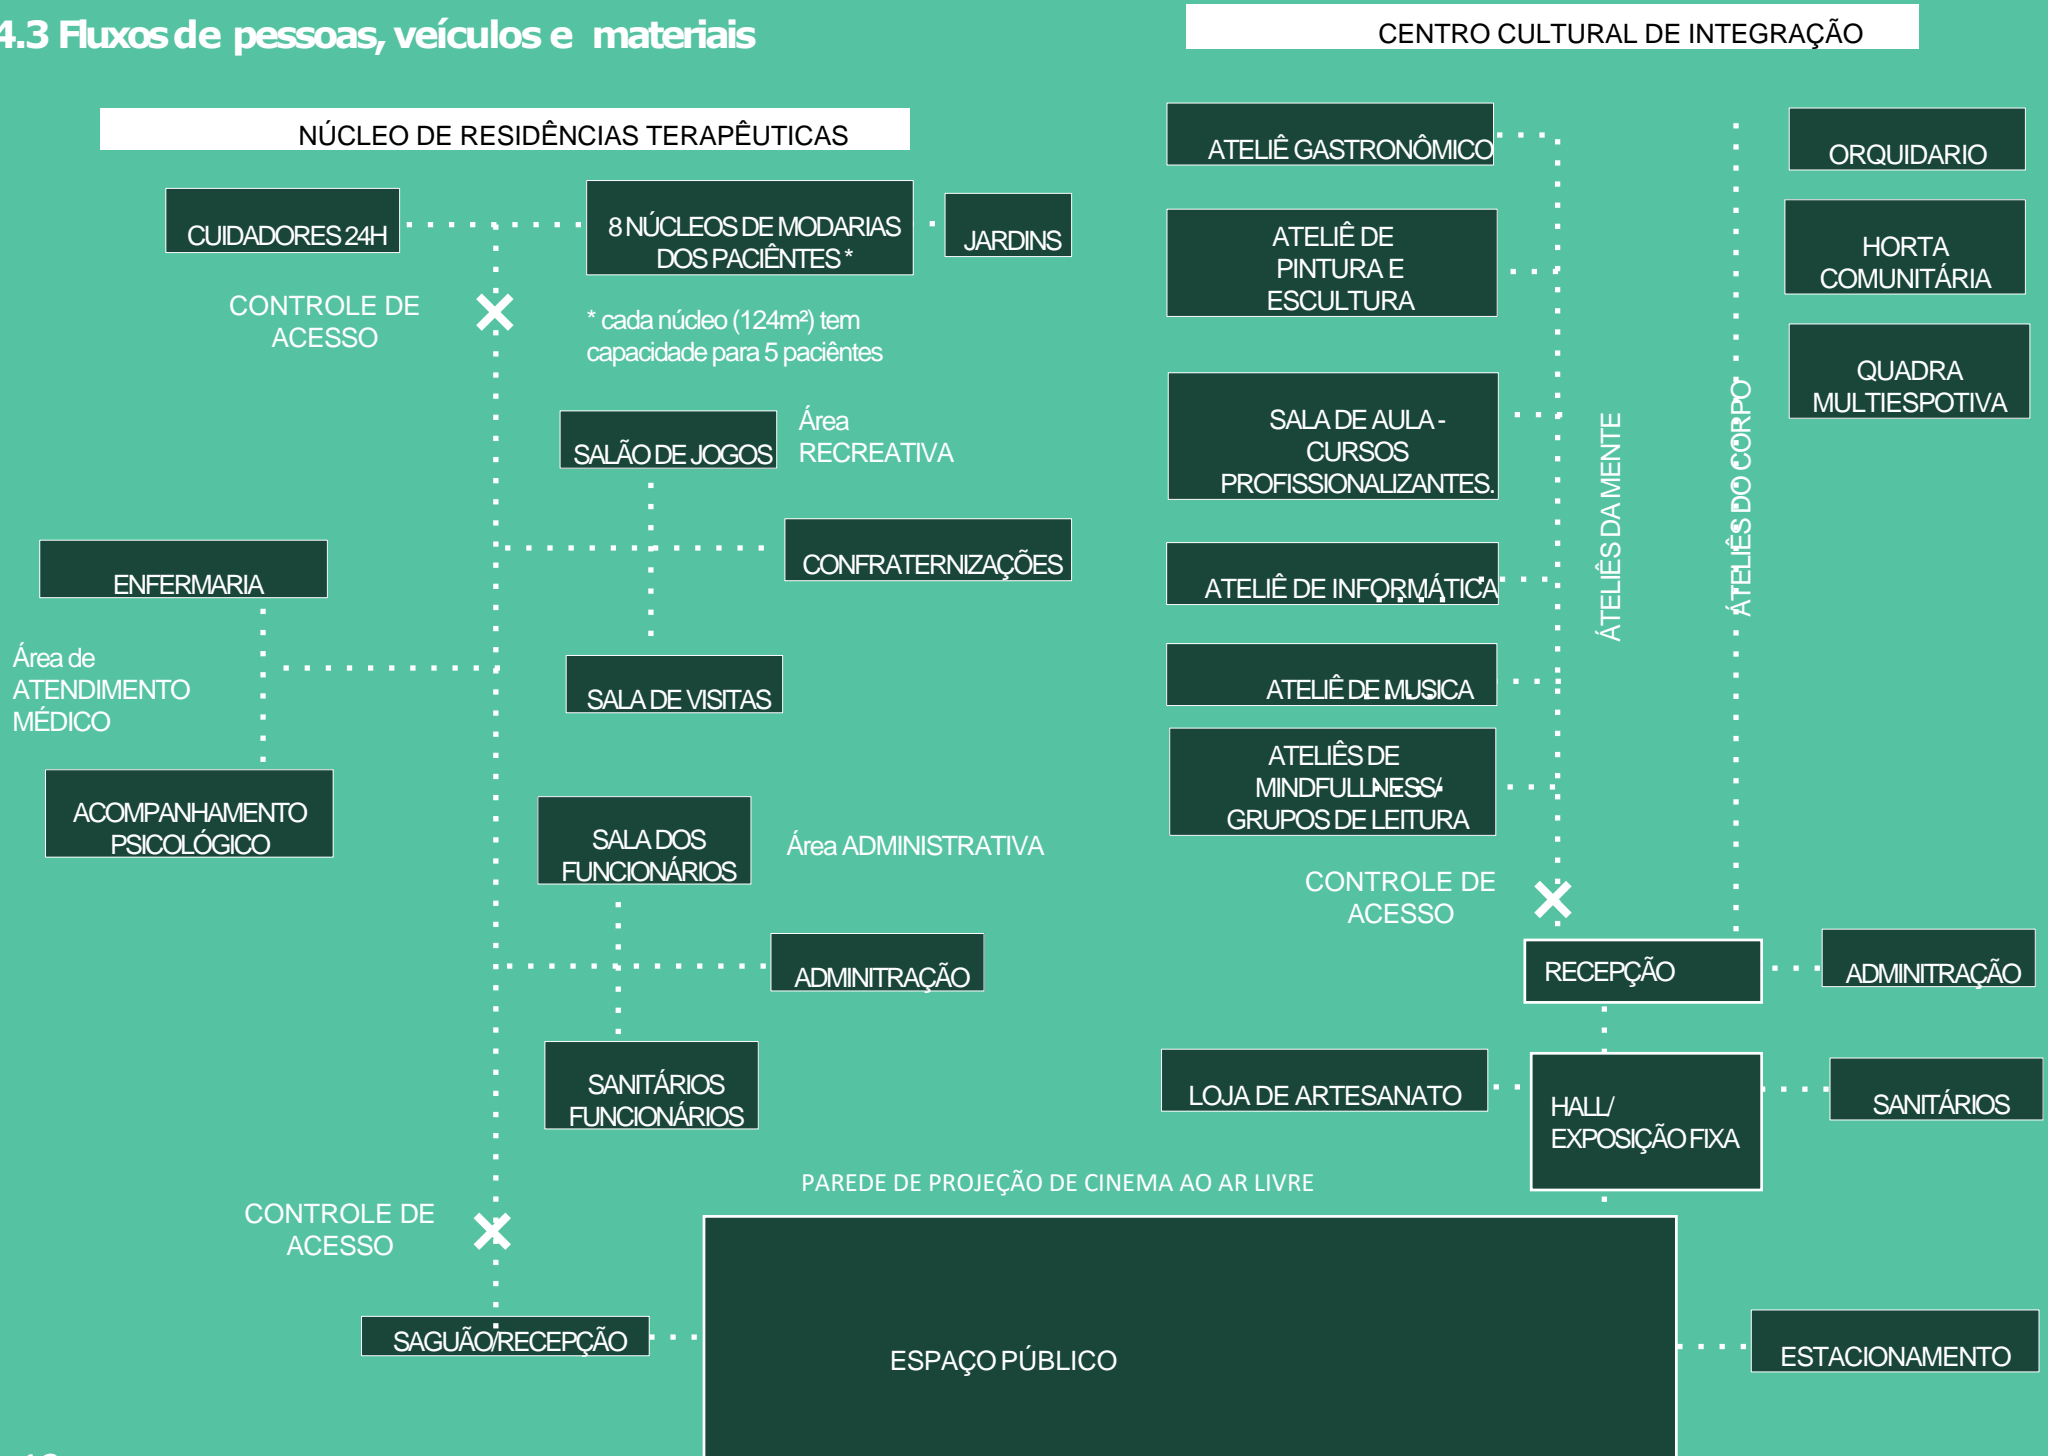 4.3 Fluxos de pessoas, veículos e materiais
CENTRO CULTURAL DE INTEGRAÇÃO
NÚCLEO DE RESIDÊNCIAS TERAPÊUTICAS
CUIDADORES 24H
8 NÚCLEOS DE MODARIAS
DOS PACIÊNTES *
JARDINS
CONTROLE DE
ACESSO
* cada núcleo (124m²) tem
capacidade para 5 paciêntes
SALÃO DE JOGOS
Área
RECREATIVA
CONFRATERNIZAÇÕES
ENFERMARIA
Área de
ATENDIMENTO
MÉDICO
SALA DE VISITAS
ACOMPANHAMENTO
PSICOLÓGICO
SALA DOS
FUNCIONÁRIOS
Área ADMINISTRATIVA
ADMINITRAÇÃO
SANITÁRIOS
FUNCIONÁRIOS
CONTROLE DE
ACESSO
SAGUÃO/RECEPÇÃO
ATELIÊ GASTRONÔMICO
ATELIÊ DE
PINTURA E
ESCULTURA
SALA DE AULA -
CURSOS
PROFISSIONALIZANTES.
ATELIÊ DE INFORMÁTICA
ATELIÊ DE MUSICA
ATELIÊS DE
MINDFULLNESS/
GRUPOS DE LEITURA
ÁTELIÊS DA MENTE
ÁTELIÊS DO CORPO
ORQUIDARIO
HORTA
COMUNITÁRIA
QUADRA
MULTIESPOTIVA
CONTROLE DE
ACESSO
RECEPÇÃO
ADMINITRAÇÃO
LOJA DE ARTESANATO
HALL/
EXPOSIÇÃO FIXA
SANITÁRIOS
PAREDE DE PROJEÇÃO DE CINEMA AO AR LIVRE
ESPAÇO PÚBLICO
ESTACIONAMENTO